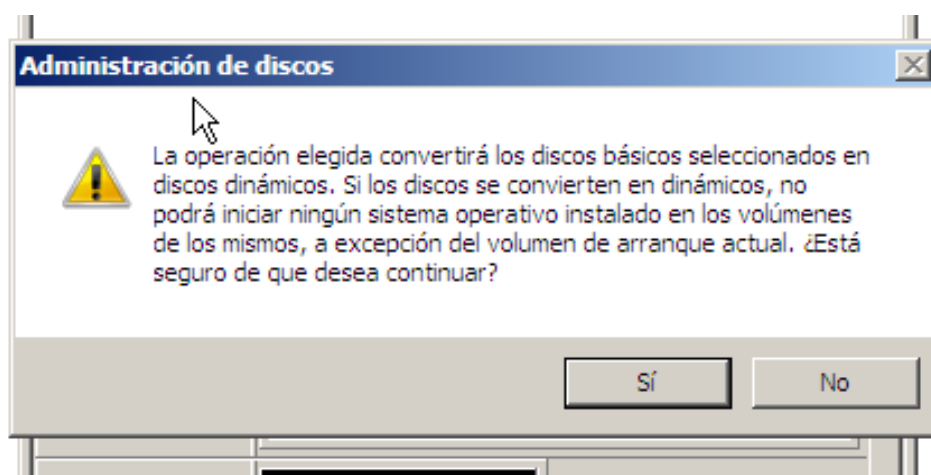 Administración de discos
La operación elegida convertirá los discos básicos seleccionados en
discos dinámicos. Si los discos se convierten en dinámicos, no
podrá iniciar ningún sistema operativo instalado en los volúmenes
de los mismos, a excepción del volumen de arranque actual. ¿Está
seguro de que desea continuar?
Sí
No